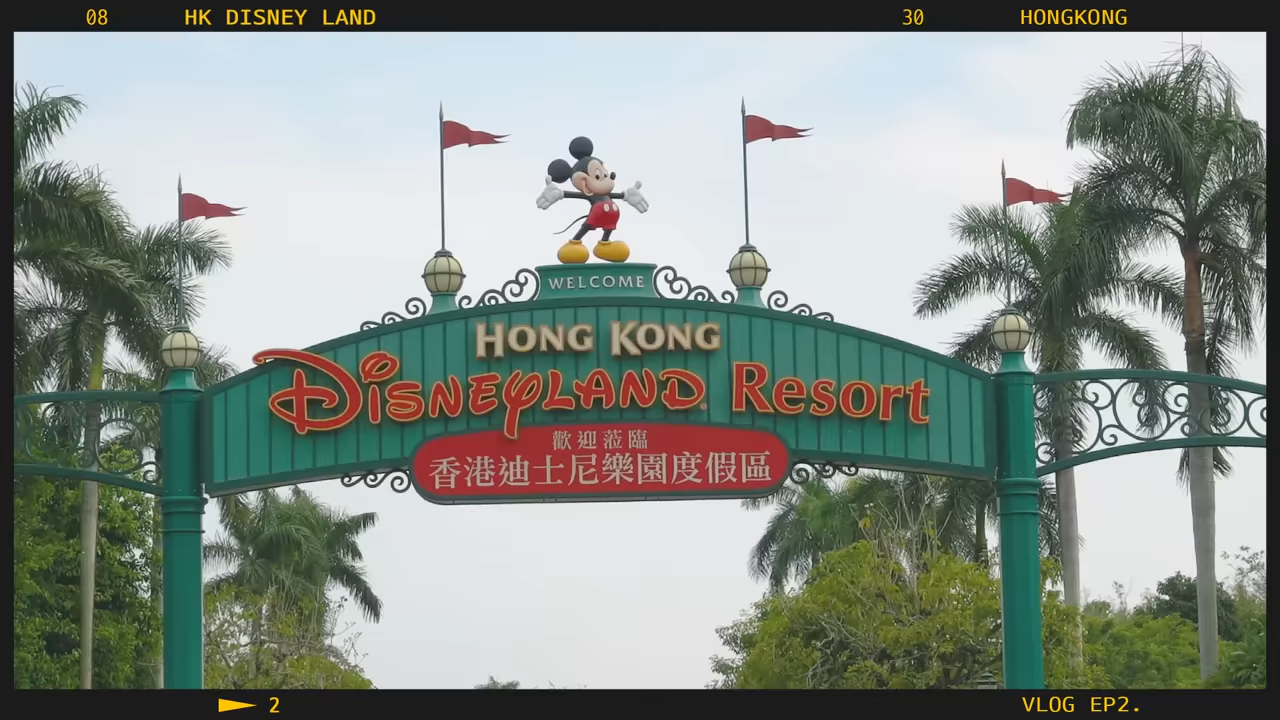 08 HK DISNEY LAND 30 HONGKONG
WELCOME
HONG KONG
DISNEYLAND Resort
歡迎蒞臨
香港迪士尼樂園度假區
2 VLOG EP2.